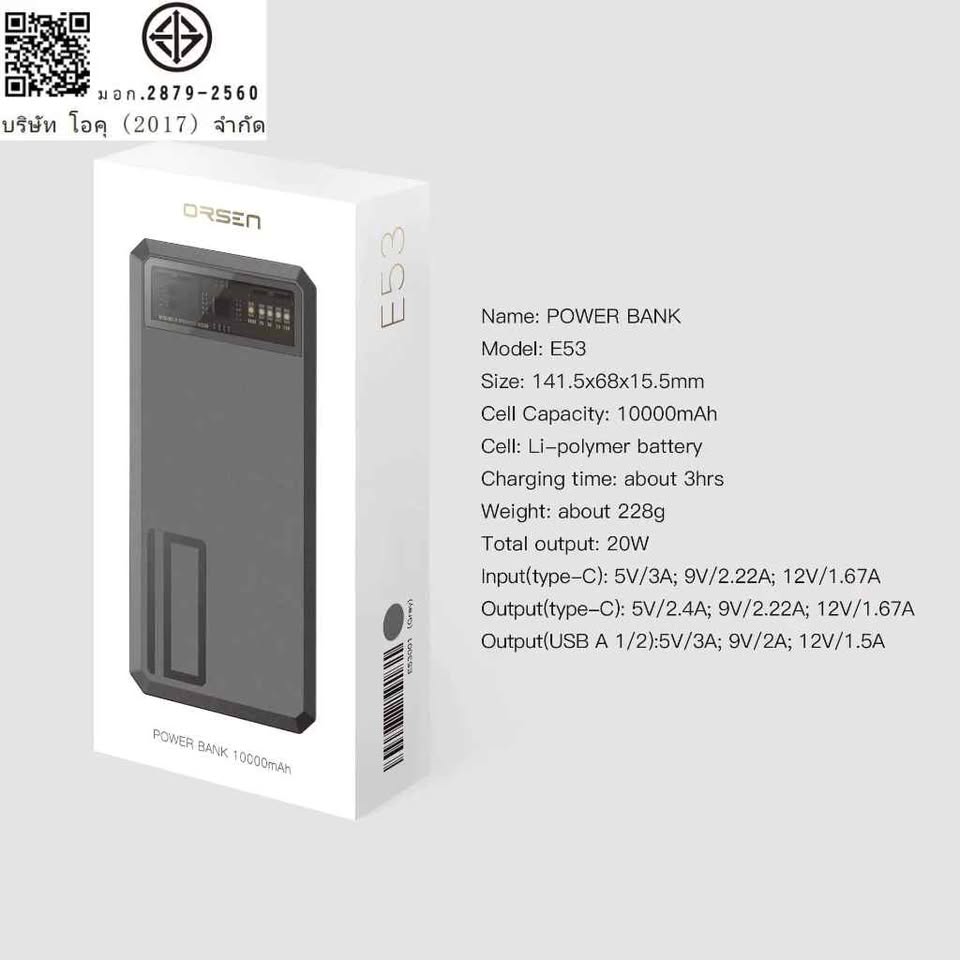 มอก.2879-2560
บริษัท โอคุ (2017) จำกัด
ORSEN
E53
POWER BANK 10000mAh
E53001 (Grey)
Name: POWER BANK
Model: E53
Size: 141.5x68x15.5mm
Cell Capacity: 10000mAh
Cell: Li-polymer battery
Charging time: about 3hrs
Weight: about 228g
Total output: 20W
Input(type-C): 5V/3A; 9V/2.22A; 12V/1.67A
Output(type-C): 5V/2.4A; 9V/2.22A; 12V/1.67A
Output(USB A 1/2):5V/3A; 9V/2A; 12V/1.5A